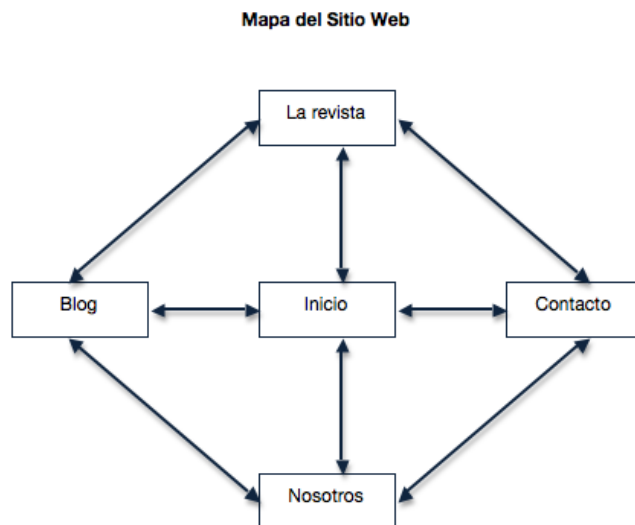 Mapa del Sitio Web
La revista
Blog
Inicio
Contacto
Nosotros